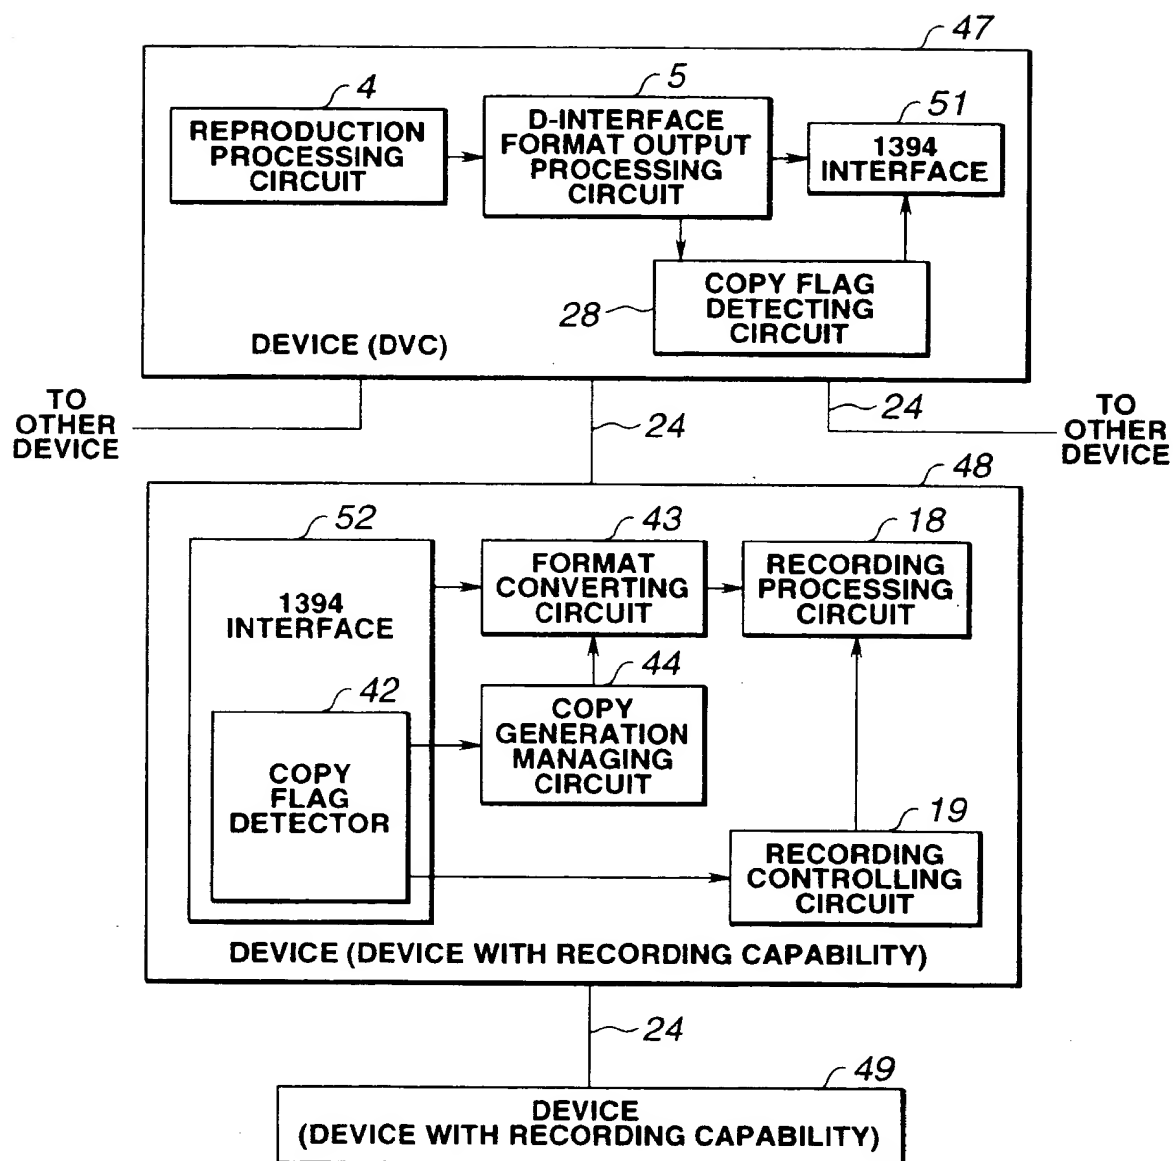 47
4
REPRODUCTION
PROCESSING
CIRCUIT
5
D-INTERFACE
FORMAT OUTPUT
PROCESSING
CIRCUIT
51
1394
INTERFACE
28
COPY FLAG
DETECTING
CIRCUIT
DEVICE (DVC)
TO
OTHER
DEVICE
24
24
TO
OTHER
DEVICE
48
52
1394
INTERFACE
43
FORMAT
CONVERTING
CIRCUIT
18
RECORDING
PROCESSING
CIRCUIT
42
COPY
FLAG
DETECTOR
44
COPY
GENERATION
MANAGING
CIRCUIT
19
RECORDING
CONTROLLING
CIRCUIT
DEVICE (DEVICE WITH RECORDING CAPABILITY)
24
49
DEVICE
(DEVICE WITH RECORDING CAPABILITY)